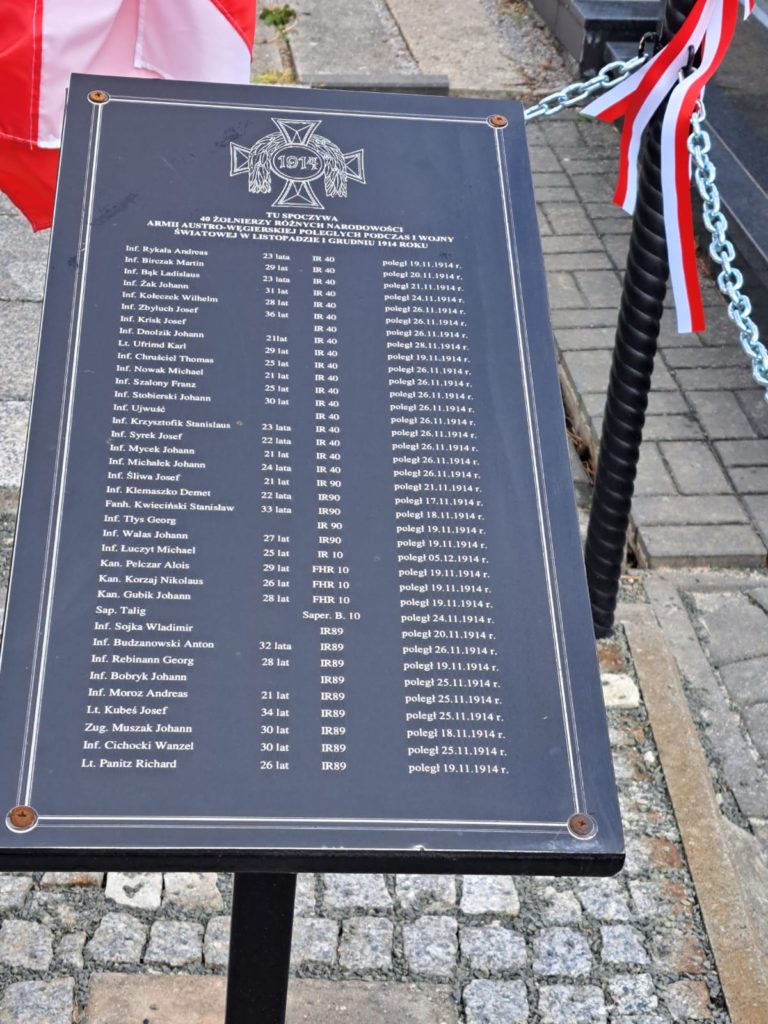 1914
TU SPOCZYWA
40 ŻOŁNIERZY RÓŻNYCH NARODOWOŚCI
ARMII AUSTRO-WĘGIERSKIEJ POLEGŁYCH PODCZAS I WOJNY
ŚWIATOWEJ W LISTOPADZIE I GRUDNIU 1914 ROKU
Inf. Rykała Andreas 23 lata IR 40 poległ 19.11.1914 r.
Inf. Birczak Martin 29 lat IR 40 poległ 20.11.1914 r.
Inf. Bąk Ladislaus 23 lata IR 40 poległ 21.11.1914 r.
Inf. Żak Johann 31 lat IR 40 poległ 24.11.1914 r.
Inf. Kołeczek Wilhelm 28 lat IR 40 poległ 26.11.1914 r.
Inf. Zbyluch Josef 36 lat IR 40 poległ 26.11.1914 r.
Inf. Krisk Josef IR 40 poległ 26.11.1914 r.
Inf. Dnolzik Johann 21lat IR 40 poległ 28.11.1914 r.
Lt. Ufrimd Karl 29 lat IR 40 poległ 19.11.1914 r.
Inf. Chruściel Thomas 25 lat IR 40 poległ 26.11.1914 r.
Inf. Nowak Michael 21 lat IR 40 poległ 26.11.1914 r.
Inf. Szalony Franz 25 lat IR 40 poległ 26.11.1914 r.
Inf. Stobierski Johann 30 lat IR 40 poległ 26.11.1914 r.
Inf. Ujwuść IR 40 poległ 26.11.1914 r.
Inf. Krzysztofik Stanislaus 23 lata IR 40 poległ 26.11.1914 r.
Inf. Syrek Josef 22 lata IR 40 poległ 26.11.1914 r.
Inf. Mycek Johann 21 lat IR 40 poległ 26.11.1914 r.
Inf. Michałek Johann 24 lata IR 40 poległ 26.11.1914 r.
Inf. Śliwa Josef 21 lat IR 90 poległ 21.11.1914 r.
Inf. Klemaszko Demet 22 lata IR90 poległ 17.11.1914 r.
Fanh. Kwieciński Stanisław 33 lata IR90 poległ 18.11.1914 r.
Inf. Tłys Georg IR 90 poległ 19.11.1914 r.
Inf. Walas Johann 27 lat IR90 poległ 19.11.1914 r.
Inf. Łuczyt Michael 25 lat IR 10 poległ 05.12.1914 r.
Kan. Pelczar Alois 29 lat FHR 10 poległ 19.11.1914 r.
Kan. Korzaj Nikolaus 26 lat FHR 10 poległ 19.11.1914 r.
Kan. Gubik Johann 28 lat FHR 10 poległ 19.11.1914 r.
Sap. Talig Saper. B. 10 poległ 24.11.1914 r.
Inf. Sojka Wladimir IR89 poległ 20.11.1914 r.
Inf. Budzanowski Anton 32 lata IR89 poległ 26.11.1914 r.
Inf. Rebinann Georg 28 lat IR89 poległ 19.11.1914 r.
Inf. Bobryk Johann IR89 poległ 25.11.1914 r.
Inf. Moroz Andreas 21 lat IR89 poległ 25.11.1914 r.
Lt. Kubeś Josef 34 lat IR89 poległ 25.11.1914 r.
Zug. Muszak Johann 30 lat IR89 poległ 18.11.1914 r.
Inf. Cichocki Wanzel 30 lat IR89 poległ 25.11.1914 r.
Lt. Panitz Richard 26 lat IR89 poległ 19.11.1914 r.